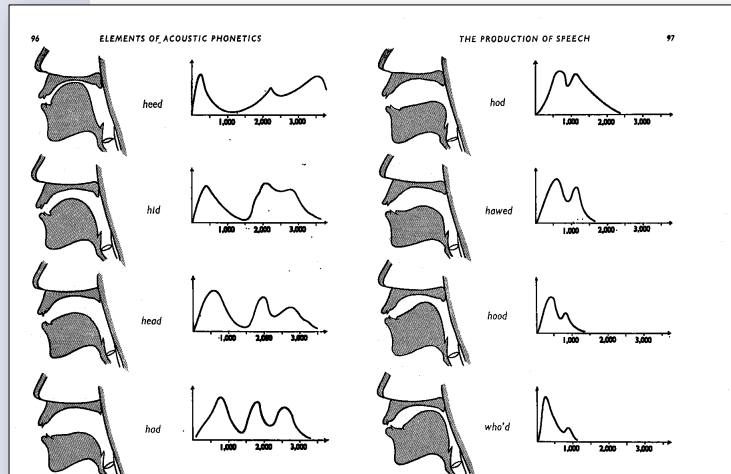 96 ELEMENTS OF ACOUSTIC PHONETICS
heed
1,000 2,000 3,000
hid
1,000 2,000 3,000
head
1,000 2,000 3,000
had
1,000 2,000 3,000
THE PRODUCTION OF SPEECH 97
hod
1,000 2,000 3,000
hawed
1,000 2,000 3,000
hood
1,000 2,000 3,000
who'd
1,000 2,000 3,000